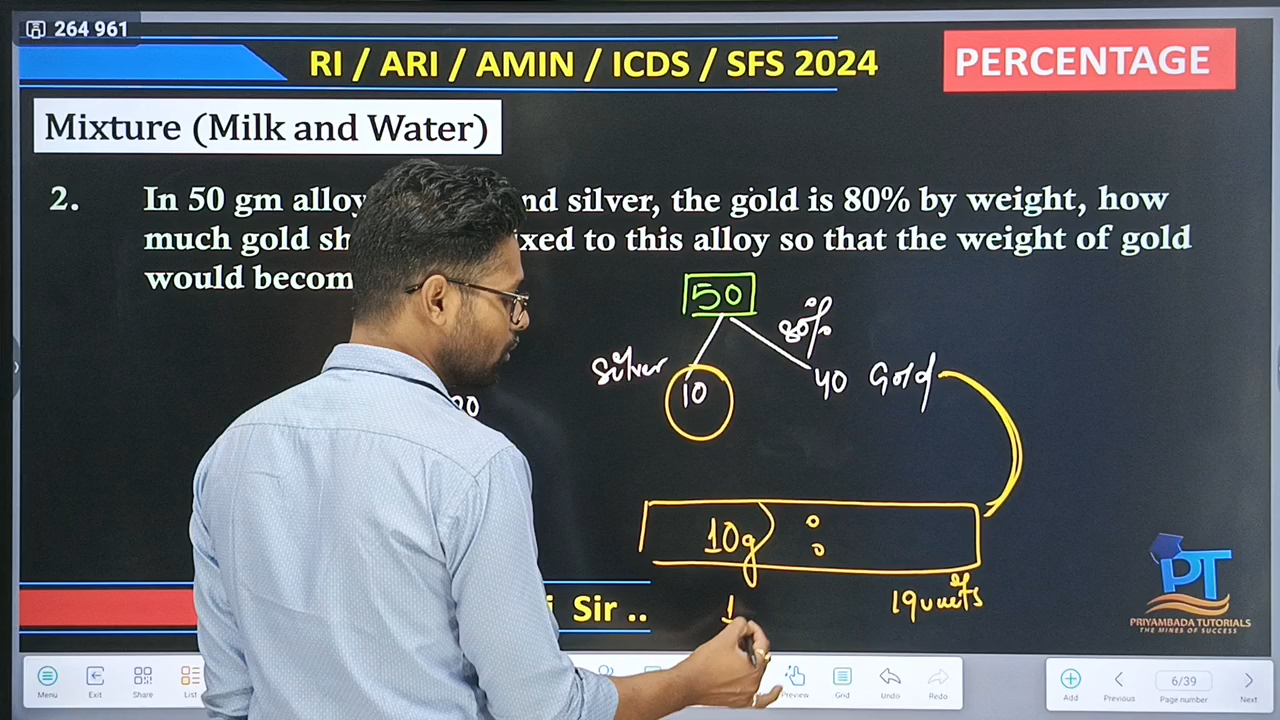 264 961
RI / ARI / AMIN / ICDS / SFS 2024
PERCENTAGE
Mixture (Milk and Water)
2. In 50 gm alloy nd silver, the gold is 80% by weight, how
much gold sh ixed to this alloy so that the weight of gold
would becom
50
80%
Silver 10 40 Gold
20
10g :
1 19 units
Sir ..
PT
PRIYAMBADA TUTORIALS
THE MINES OF SUCCESS
Menu Exit Share List Preview Grid Undo Redo Add Previous 6/39 Page number Next